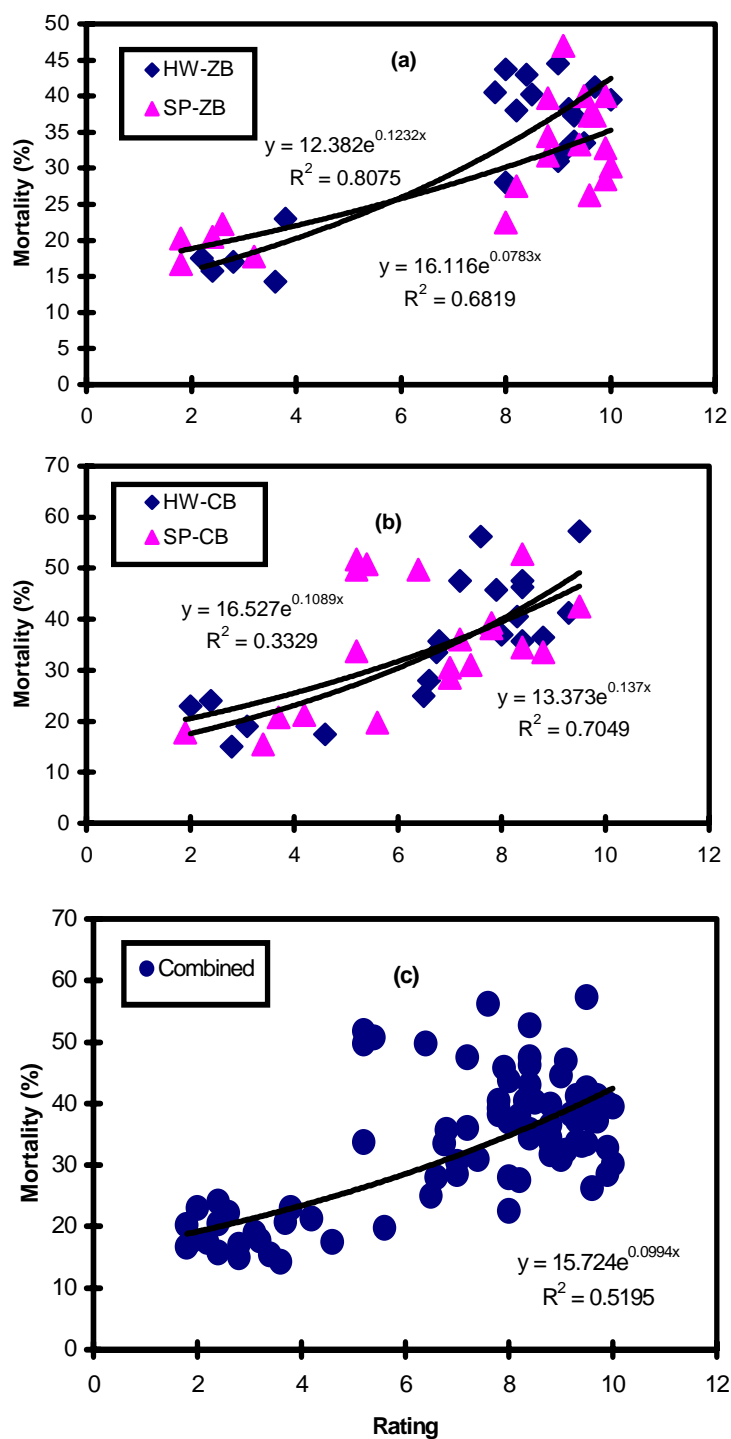 (a)
HW-ZB
SP-ZB
y = 12.382e^0.1232x
R^2 = 0.8075
y = 16.116e^0.0783x
R^2 = 0.6819
Mortality (%)
50
45
40
35
30
25
20
15
10
5
0
0 2 4 6 8 10 12
(b)
HW-CB
SP-CB
y = 16.527e^0.1089x
R^2 = 0.3329
y = 13.373e^0.137x
R^2 = 0.7049
Mortality (%)
70
60
50
40
30
20
10
0
0 2 4 6 8 10 12
(c)
Combined
y = 15.724e^0.0994x
R^2 = 0.5195
Mortality (%)
70
60
50
40
30
20
10
0
0 2 4 6 8 10 12
Rating